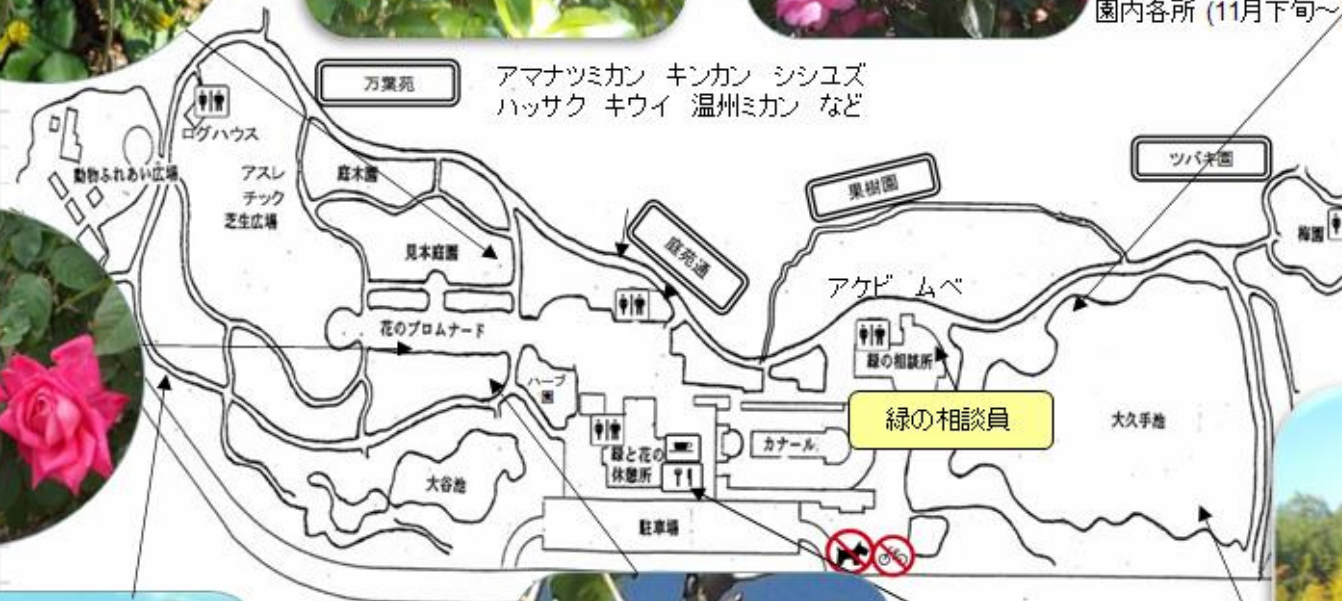 園内各所 (11月下旬～
万葉苑
アマナツミカン キンカン シシユズ
ハッサク キウイ 温州ミカン など
ログハウス
ツバキ園
動物ふれあい広場
アスレ
チック
芝生広場
庭木園
果樹園
梅園
見本庭園
庭苑通
アケビ ムベ
花のプロムナード
緑の相談所
ハーブ
園
緑の相談員
大久手池
カナール
緑と花の
休憩所
大谷池
駐車場